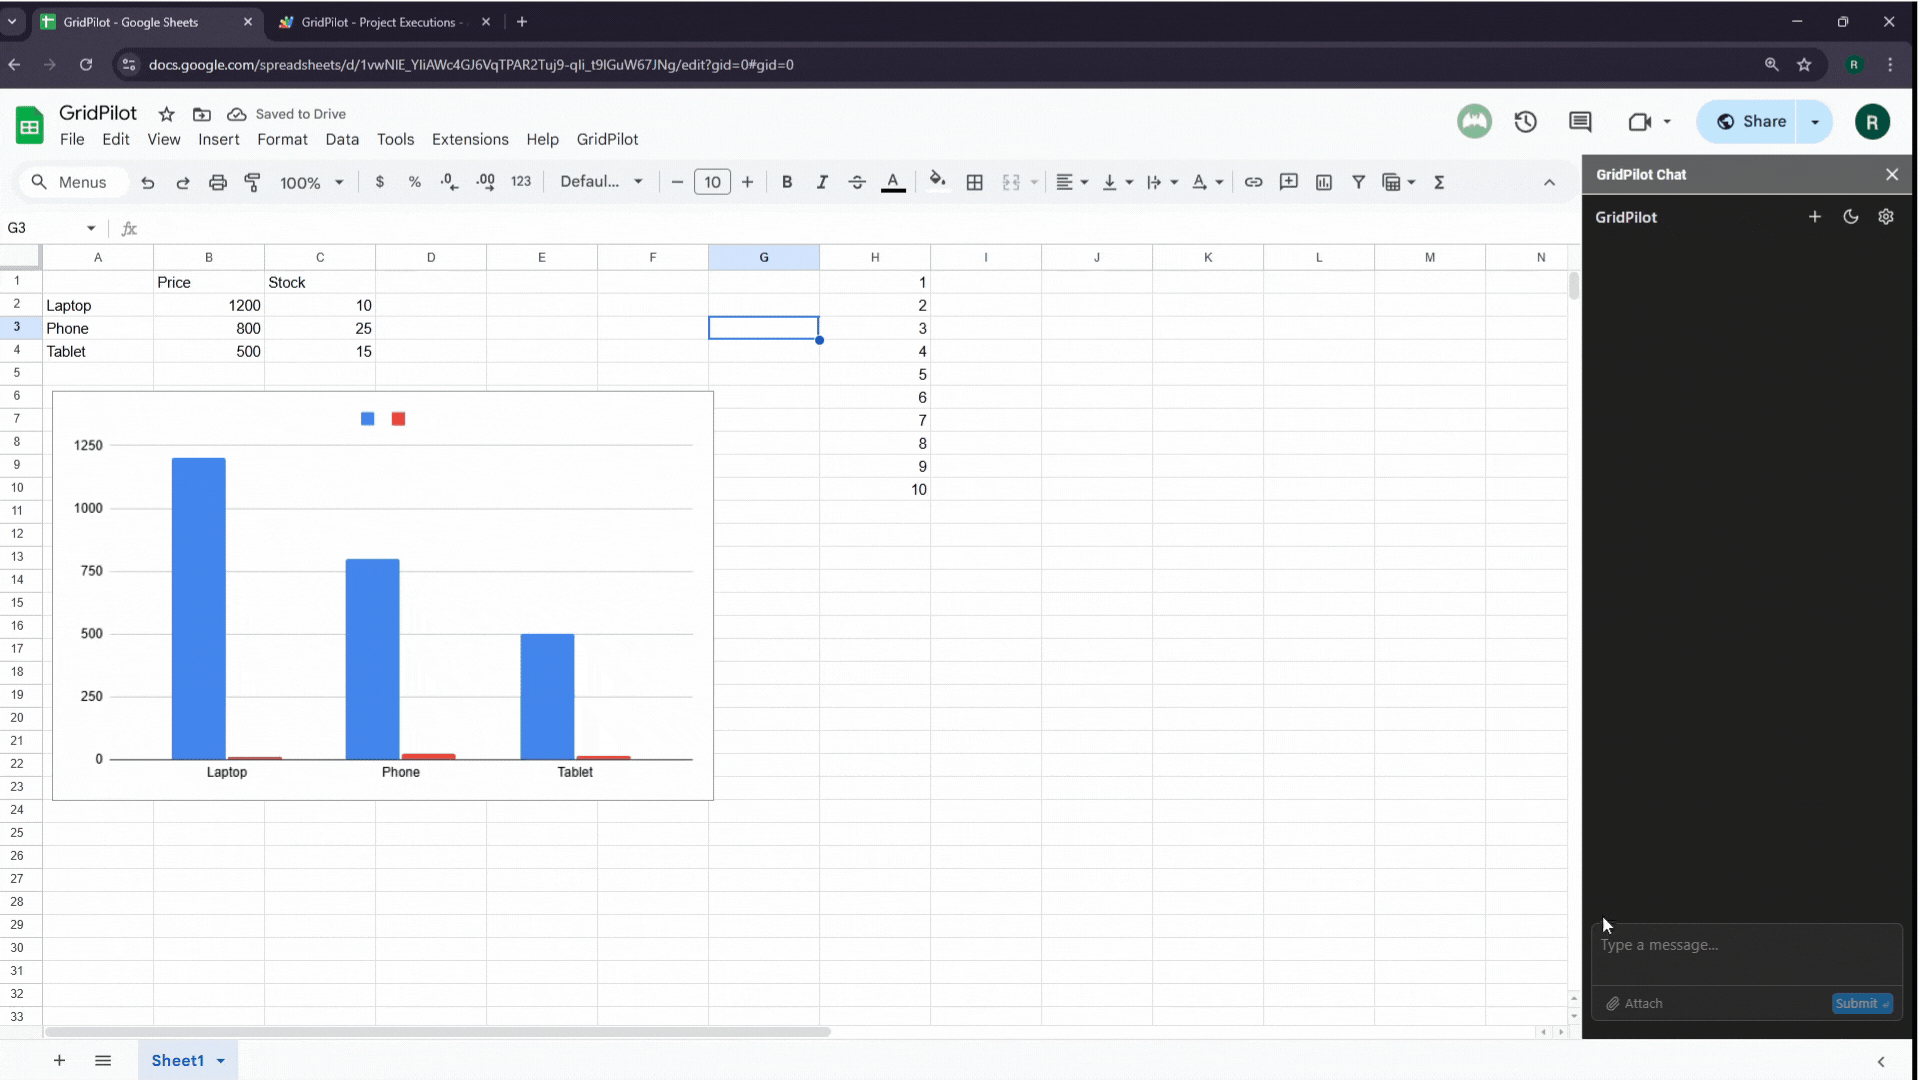 GridPilot - Google Sheets
GridPilot - Project Executions -
docs.google.com/spreadsheets/d/1vwNIE_YIiAWc4GJ6VqTPAR2Tuj9-qIi_t9IGuW67JNg/edit?gid=0#gid=0
R
GridPilot
Saved to Drive
File Edit View Insert Format Data Tools Extensions Help GridPilot
Share
R
Menus
100%
$ % .0 .00 123
Defaul...
10
B I A
G3
fx
A B C D E F G H I J K L M N
1 Price Stock 1
2 Laptop 1200 10 2
3 Phone 800 25 3
4 Tablet 500 15 4
5 5
6 6
7 7
8 8
9 9
10 10
11
12
13
14
15
16
17
18
19
20
21
22
23
24
25
26
27
28
29
30
31
32
33
1250
1000
750
500
250
0
Laptop Phone Tablet
Sheet1
GridPilot Chat
GridPilot
Type a message...
Attach
Submit